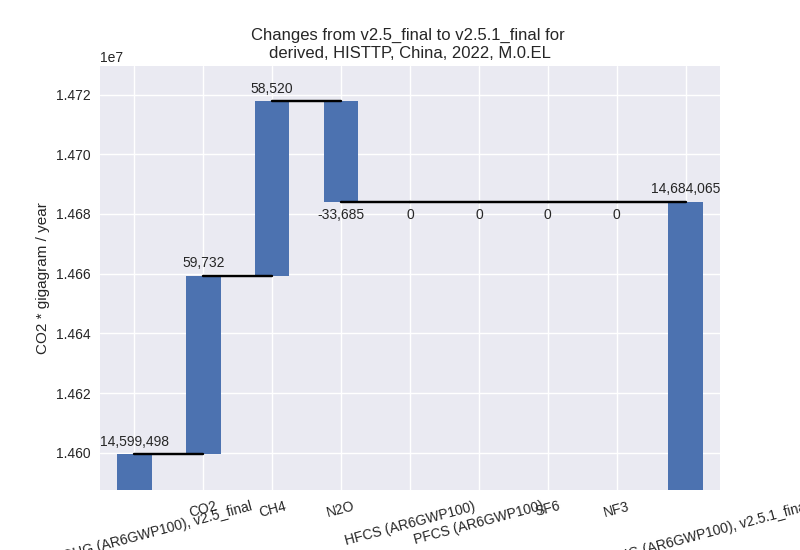 Changes from v2.5_final to v2.5.1_final for
derived, HISTTP, China, 2022, M.0.EL
1e7
1.472
1.470
1.468
1.466
1.464
1.462
1.460
CO2 * gigagram / year
14,599,498
59,732
58,520
-33,685
0
0
0
0
14,684,065
(AR6GWP100), v2.5_final
CO2
CH4
N2O
HFCS (AR6GWP100)
PFCS (AR6GWP100)
SF6
NF3
(AR6GWP100), v2.5.1_fina